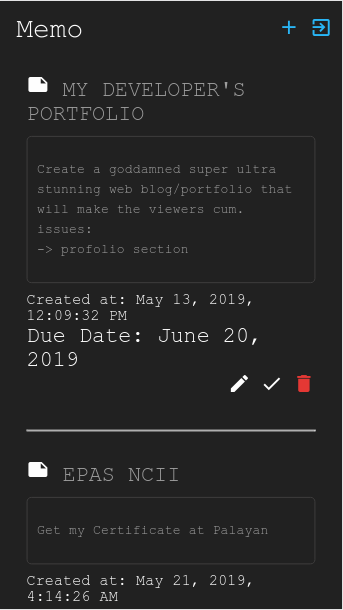 Memo
MY DEVELOPER'S
PORTFOLIO
Create a goddamned super ultra
stunning web blog/portfolio that
will make the viewers cum.
issues:
—> profolio section
Created at: May 13, 2019,
12:09:32 PM
Due Date: June 20,
2019
EPAS NCII
Get my Certificate at Palayan
Created at: May 21, 2019,
4:14:26 AM